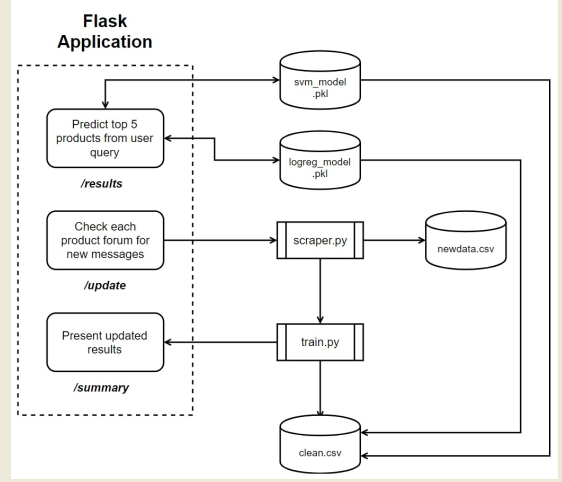 Flask
Application
svm_model
.pkl
Predict top 5
products from user
query
logreg_model
.pkl
/results
Check each
product forum for
new messages
scraper.py
newdata.csv
/update
Present updated
results
train.py
/summary
clean.csv